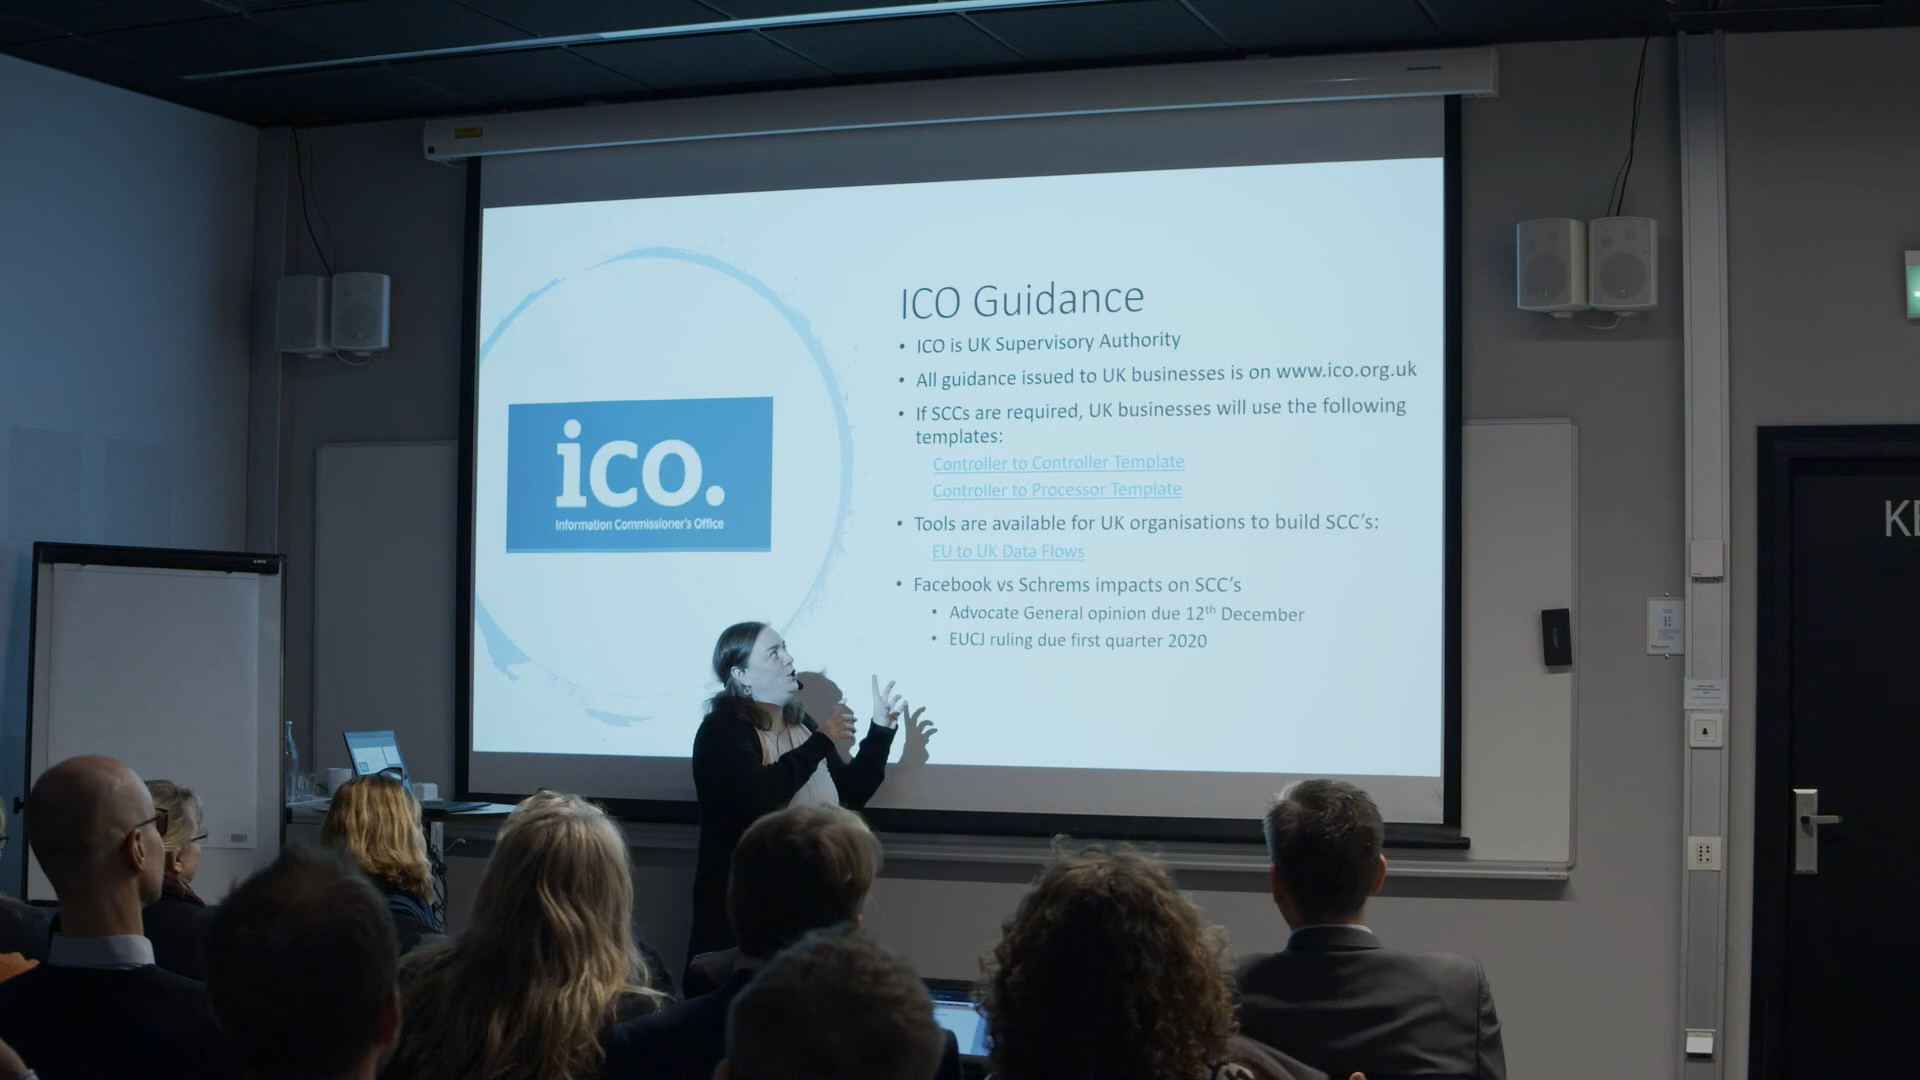 ico.
Information Commissioner's Office
ICO Guidance
• ICO is UK Supervisory Authority
• All guidance issued to UK businesses is on www.ico.org.uk
• If SCCs are required, UK businesses will use the following
templates:
Controller to Controller Template
Controller to Processor Template
• Tools are available for UK organisations to build SCC's:
EU to UK Data Flows
• Facebook vs Schrems impacts on SCC's
• Advocate General opinion due 12th December
• EUCJ ruling due first quarter 2020